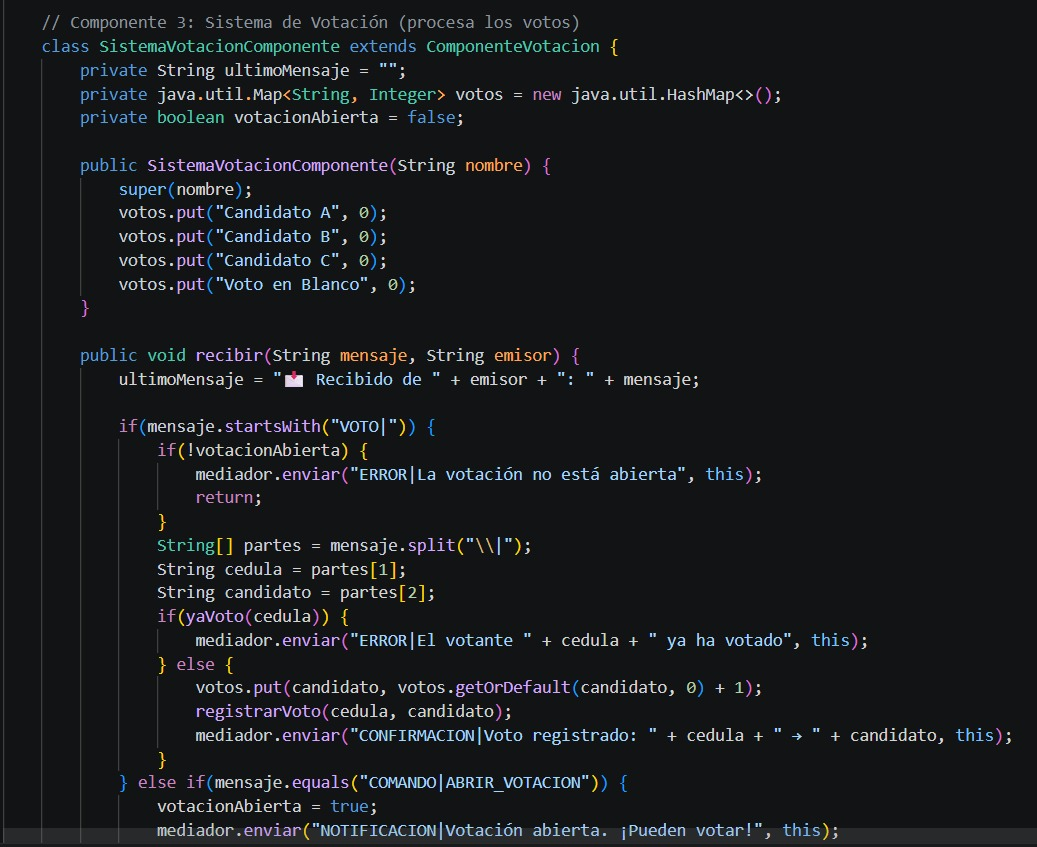 // Componente 3: Sistema de Votación (procesa los votos)
class SistemaVotacionComponente extends ComponenteVotacion {
    private String ultimoMensaje = "";
    private java.util.Map<String, Integer> votos = new java.util.HashMap<>();
    private boolean votacionAbierta = false;

    public SistemaVotacionComponente(String nombre) {
        super(nombre);
        votos.put("Candidato A", 0);
        votos.put("Candidato B", 0);
        votos.put("Candidato C", 0);
        votos.put("Voto en Blanco", 0);
    }

    public void recibir(String mensaje, String emisor) {
        ultimoMensaje = "📩 Recibido de " + emisor + ": " + mensaje;

        if(mensaje.startsWith("VOTO|")) {
            if(!votacionAbierta) {
                mediador.enviar("ERROR|La votación no está abierta", this);
                return;
            }
            String[] partes = mensaje.split("\\|");
            String cedula = partes[1];
            String candidato = partes[2];
            if(yaVoto(cedula)) {
                mediador.enviar("ERROR|El votante " + cedula + " ya ha votado", this);
            } else {
                votos.put(candidato, votos.getOrDefault(candidato, 0) + 1);
                registrarVoto(cedula, candidato);
                mediador.enviar("CONFIRMACION|Voto registrado: " + cedula + " → " + candidato, this);
            }
        } else if(mensaje.equals("COMANDO|ABRIR_VOTACION")) {
            votacionAbierta = true;
            mediador.enviar("NOTIFICACION|Votación abierta. ¡Pueden votar!", this);